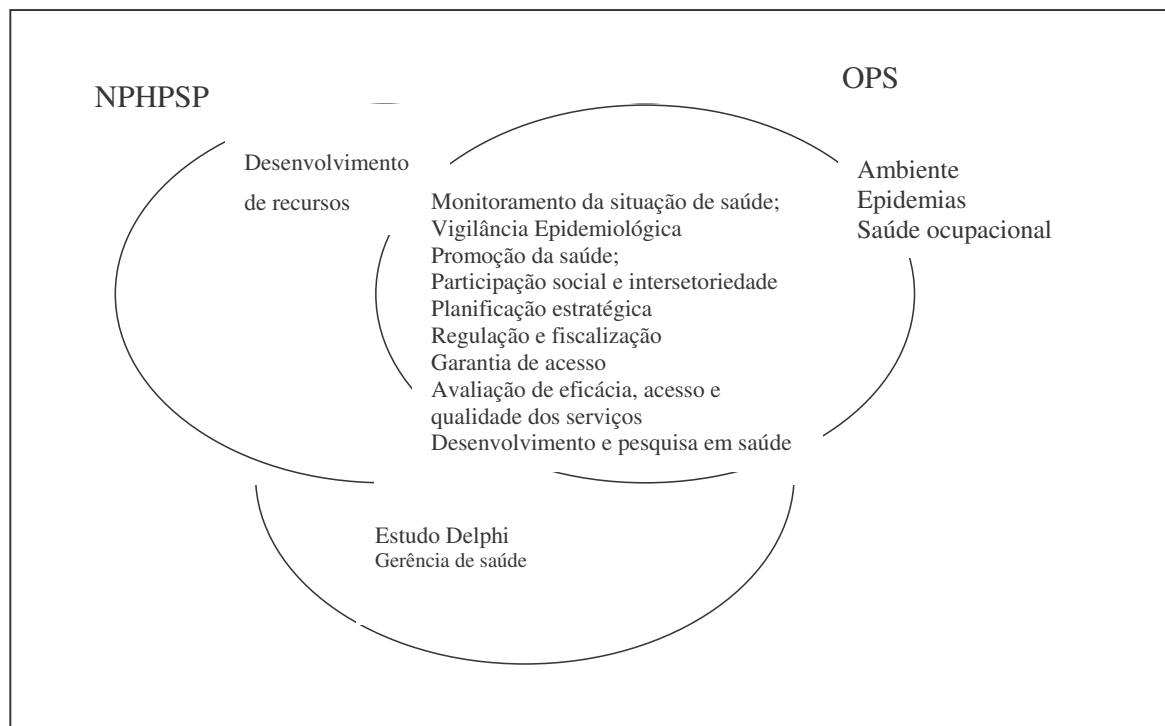 NPHPSP
OPS
Desenvolvimento
de recursos
Ambiente
Epidemias
Saúde ocupacional
Monitoramento da situação de saúde;
Vigilância Epidemiológica
Promoção da saúde;
Participação social e intersetoriedade
Planificação estratégica
Regulação e fiscalização
Garantia de acesso
Avaliação de eficácia, acesso e
qualidade dos serviços
Desenvolvimento e pesquisa em saúde
Estudo Delphi
Gerência de saúde